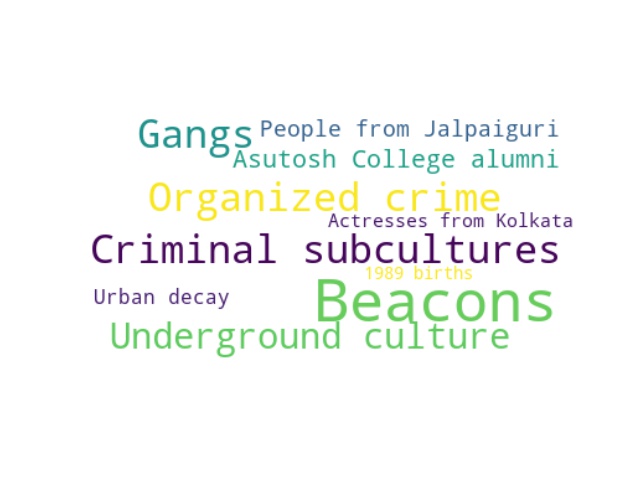 Gangs
People from Jalpaiguri
Asutosh College alumni
Organized crime
Actresses from Kolkata
Criminal subcultures
1989 births
Urban decay
Beacons
Underground culture